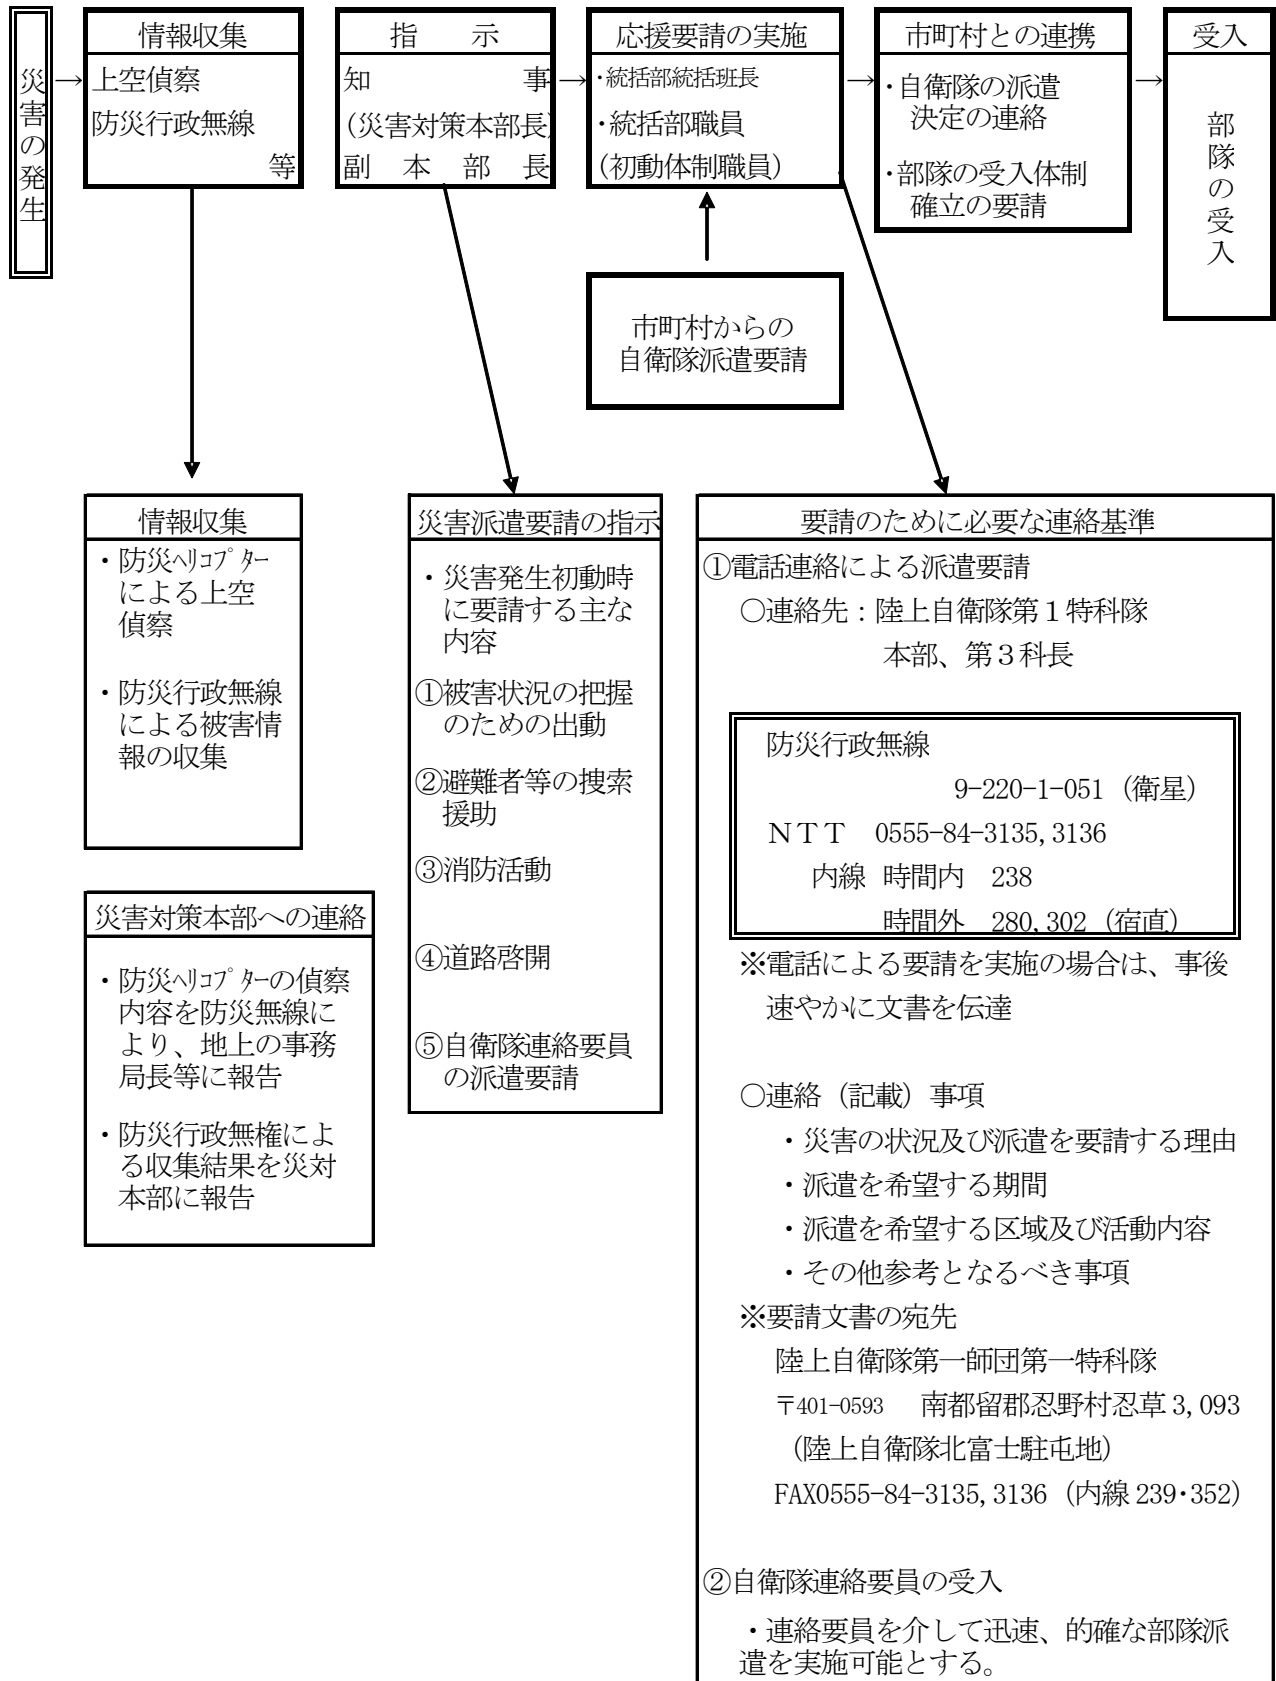 災害の発生
→
情報収集
上空偵察
防災行政無線
等
指　示
知　事
(災害対策本部長)
副 本 部 長
→
応援要請の実施
・統括部統括班長
・統括部職員
(初動体制職員)
→
市町村との連携
・自衛隊の派遣
決定の連絡
・部隊の受入体制
確立の要請
→
受入
部隊の受入
市町村からの
自衛隊派遣要請
情報収集
・防災ﾍﾘｺﾌﾟﾀｰ
による上空
偵察
・防災行政無線
による被害情
報の収集
災害対策本部への連絡
・防災ﾍﾘｺﾌﾟﾀｰの偵察
内容を防災無線に
より、地上の事務
局長等に報告
・防災行政無権によ
る収集結果を災対
本部に報告
災害派遣要請の指示
・災害発生初動時
に要請する主な
内容
①被害状況の把握
のための出動
②避難者等の捜索
援助
③消防活動
④道路啓開
⑤自衛隊連絡要員
の派遣要請
要請のために必要な連絡基準
①電話連絡による派遣要請
○連絡先：陸上自衛隊第１特科隊
本部、第３科長
防災行政無線
9-220-1-051（衛星）
ＮＴＴ　0555-84-3135,3136
内線 時間内　238
時間外　280,302（宿直）
※電話による要請を実施の場合は、事後
速やかに文書を伝達
○連絡（記載）事項
・災害の状況及び派遣を要請する理由
・派遣を希望する期間
・派遣を希望する区域及び活動内容
・その他参考となるべき事項
※要請文書の宛先
陸上自衛隊第一師団第一特科隊
〒401-0593　南都留郡忍野村忍草 3,093
（陸上自衛隊北富士駐屯地）
FAX0555-84-3135,3136（内線 239・352）
②自衛隊連絡要員の受入
・連絡要員を介して迅速、的確な部隊派
遣を実施可能とする。